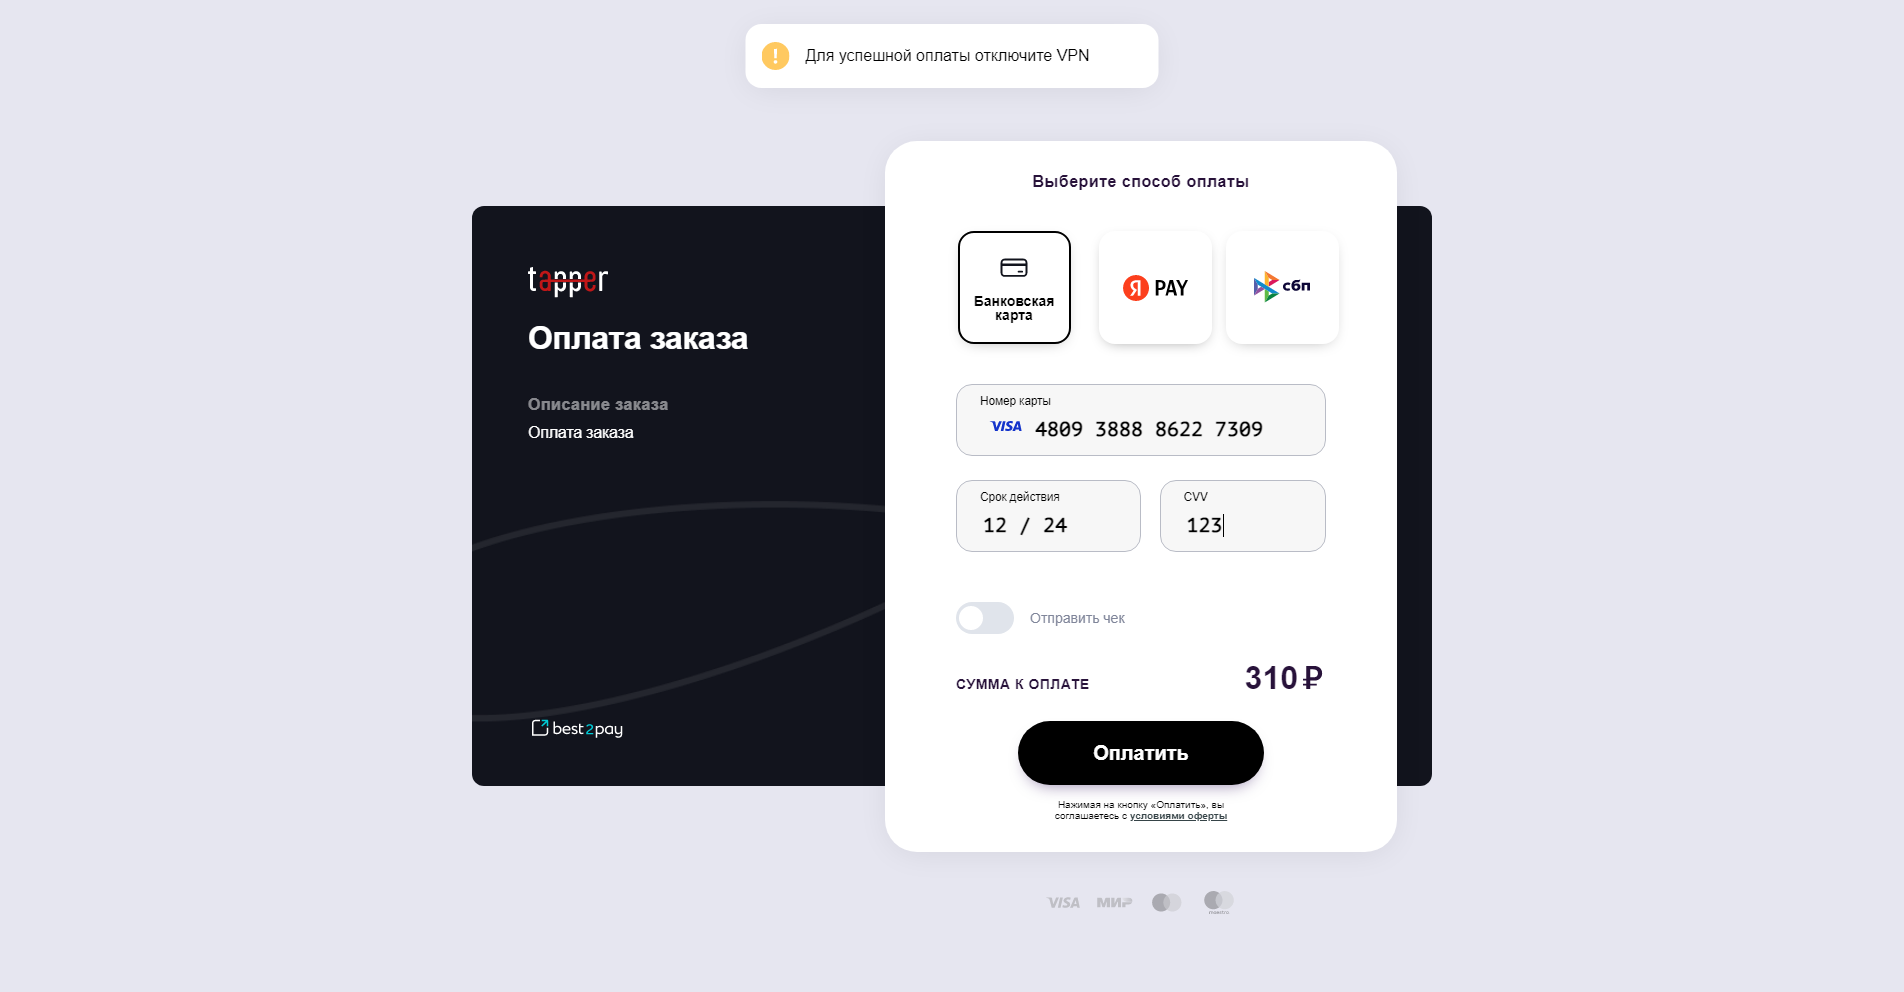 Для успешной оплаты отключите VPN
tapper
Оплата заказа
Описание заказа
Оплата заказа
best2pay
Выберите способ оплаты
Банковская
карта
Я PAY
сбп
Номер карты
VISA 4809 3888 8622 7309
Срок действия
12 / 24
CVV
123
Отправить чек
СУММА К ОПЛАТЕ
310 ₽
Оплатить
Нажимая на кнопку «Оплатить», вы
соглашаетесь с условиями оферты
VISA
МИР
maestro